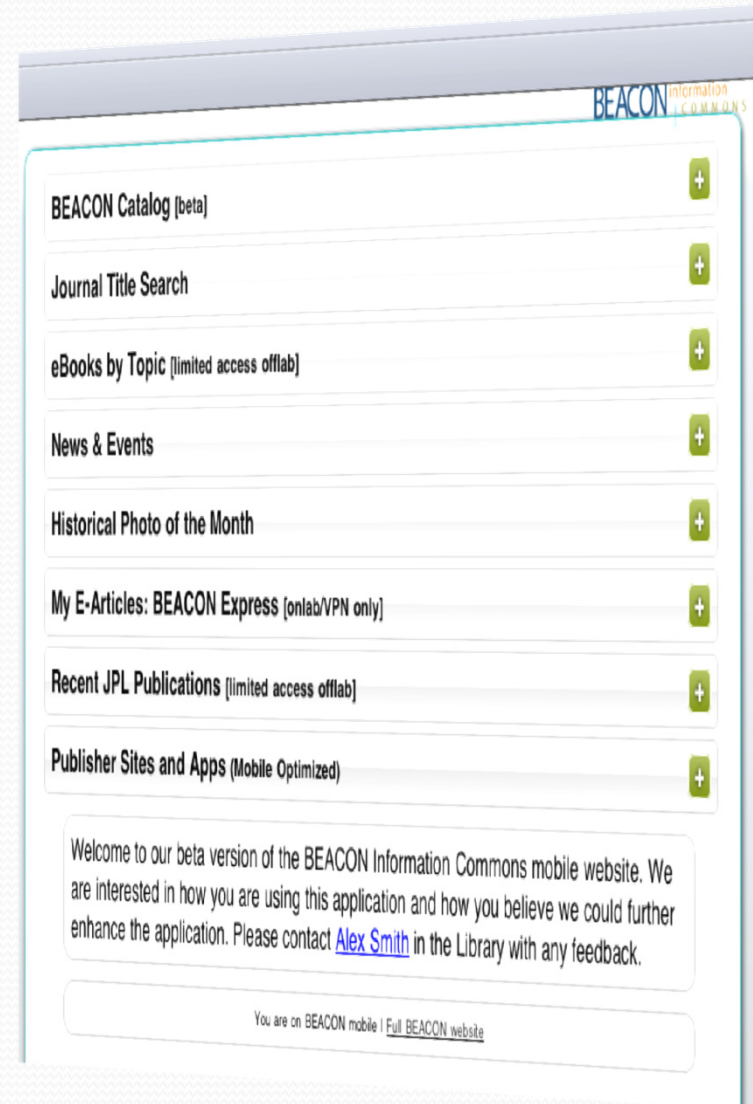 BEACON information
COMMONS
BEACON Catalog [beta]
Journal Title Search
eBooks by Topic [limited access offlab]
News & Events
Historical Photo of the Month
My E-Articles: BEACON Express [onlab/VPN only]
Recent JPL Publications [limited access offlab]
Publisher Sites and Apps (Mobile Optimized)
Welcome to our beta version of the BEACON Information Commons mobile website. We
are interested in how you are using this application and how you believe we could further
enhance the application. Please contact Alex Smith in the Library with any feedback.
You are on BEACON mobile | Full BEACON website